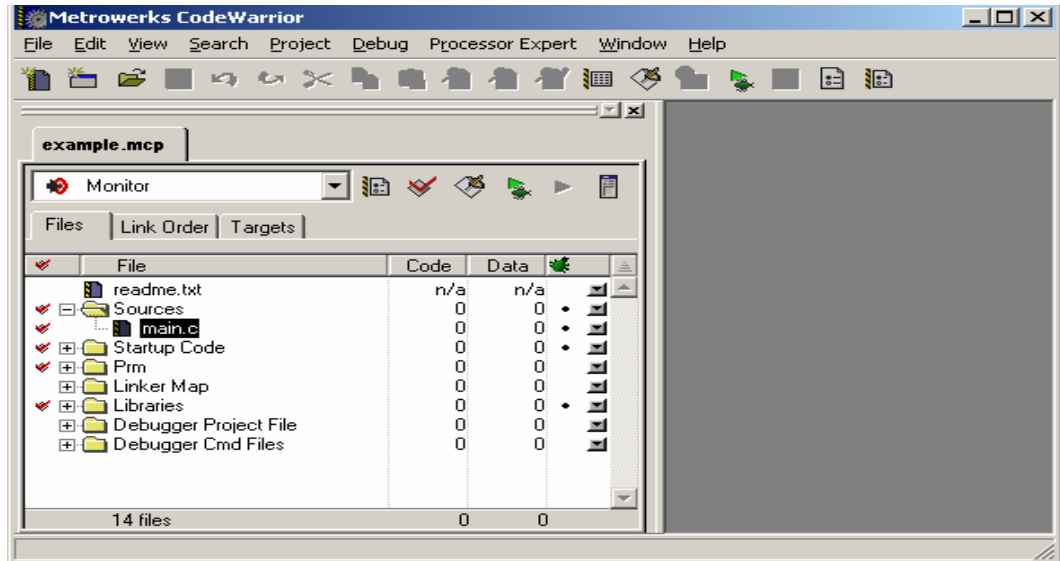 Metrowerks CodeWarrior
File Edit View Search Project Debug Processor Expert Window Help
example.mcp
Monitor
Files Link Order Targets
File Code Data
readme.txt n/a n/a
Sources 0 0
main.c 0 0
Startup Code 0 0
Prm 0 0
Linker Map 0 0
Libraries 0 0
Debugger Project File 0 0
Debugger Cmd Files 0 0
14 files 0 0